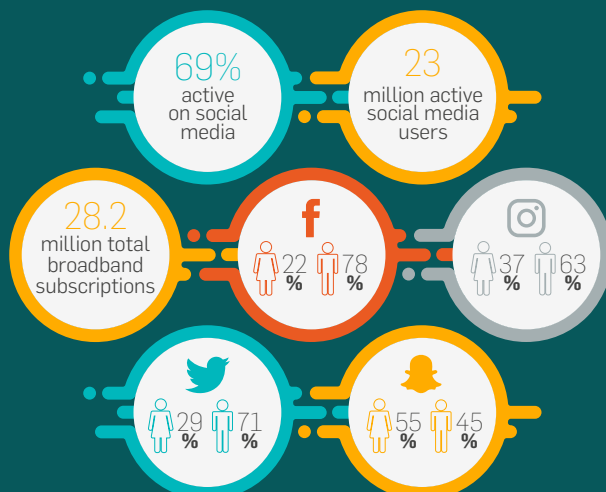 69%
active
on social
media
23
million active
social media
users
28.2
million total
broadband
subscriptions
22 78
% %
37 63
% %
29 71
% %
55 45
% %